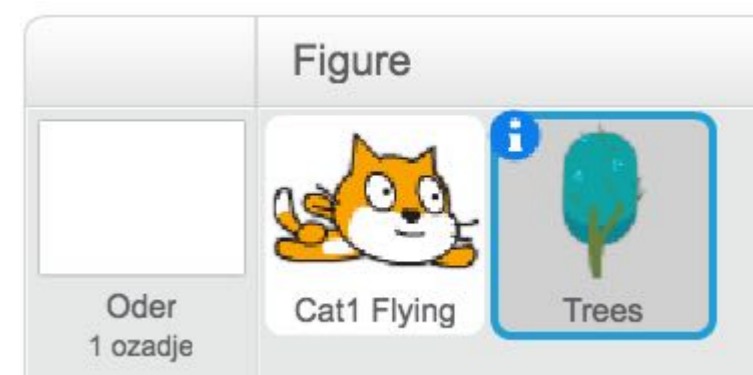 Figure
Oder
1 ozadje
Cat1 Flying
Trees